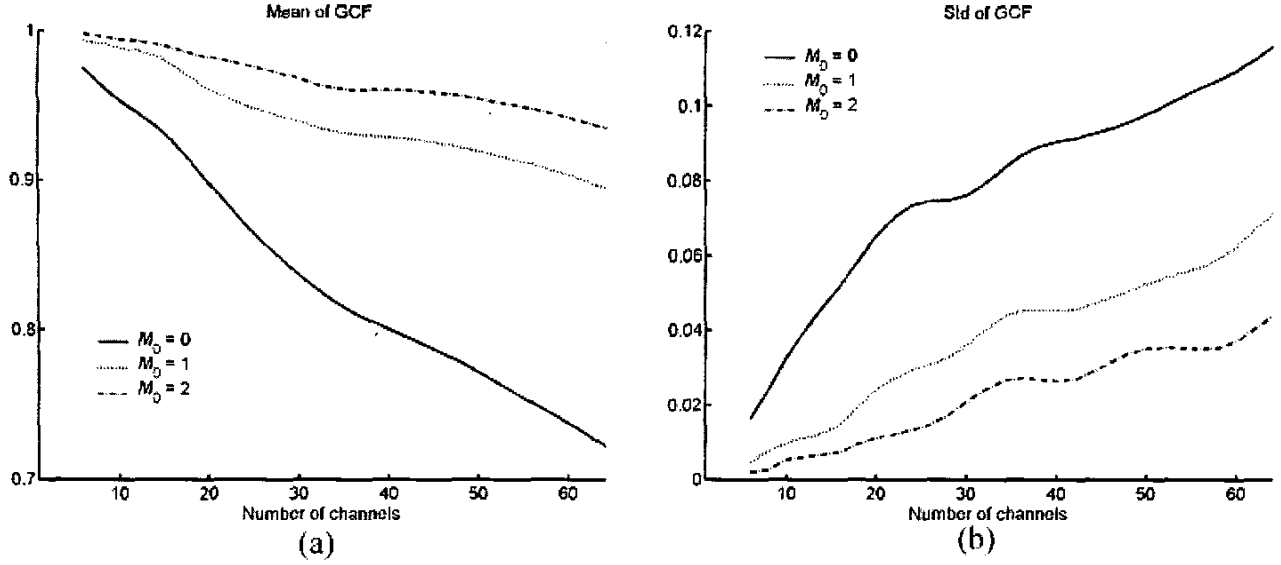 Mean of GCF
1
0.9
0.8
0.7
M0 = 0
M0 = 1
M0 = 2
10 20 30 40 50 60
Number of channels
(a)
Std of GCF
0.12
0.1
0.08
0.06
0.04
0.02
0
M0 = 0
M0 = 1
M0 = 2
10 20 30 40 50 60
Number of channels
(b)